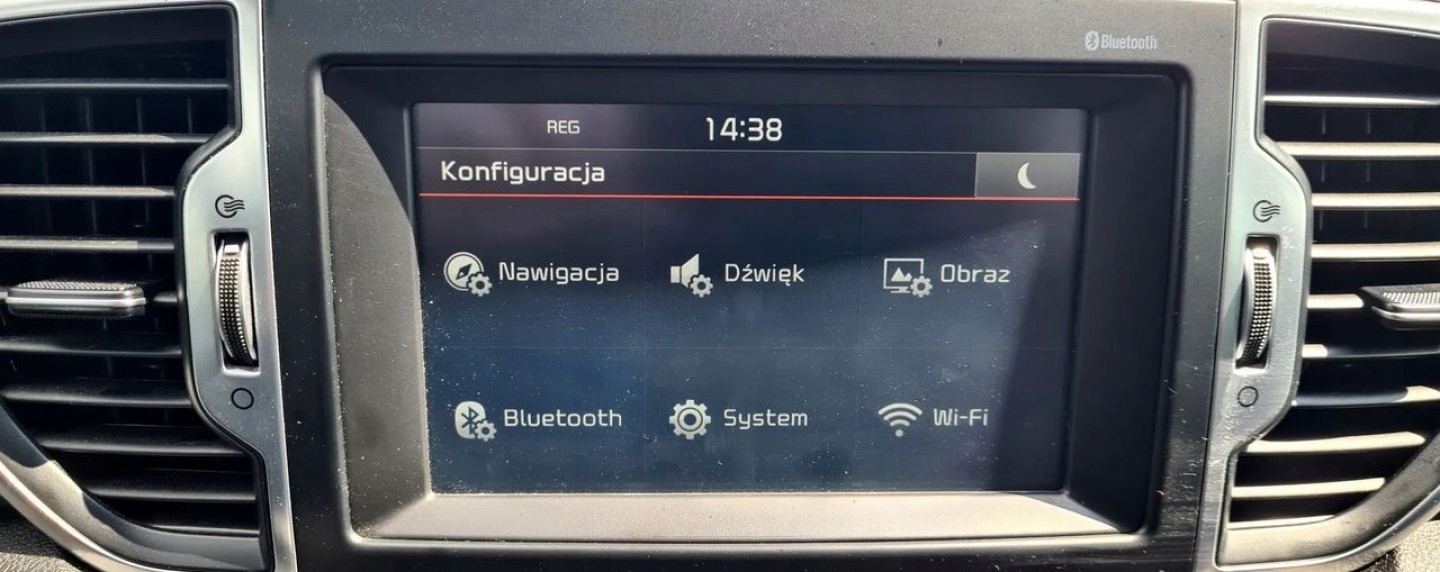 Bluetooth
REG 14:38
Konfiguracja
Nawigacja Dźwięk Obraz
Bluetooth System Wi-Fi